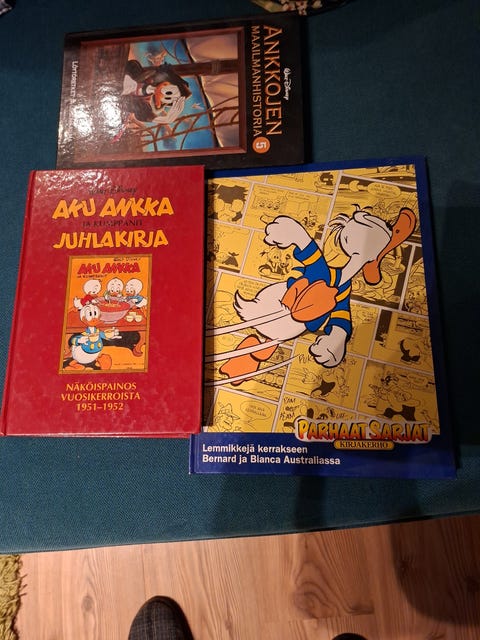 Walt Disney
ANKKOJEN
MAAILMANHISTORIA
5
AKU ANKKA
JA KUMPPANIT
JUHLAKIRJA
AKU ANKKA
NÄKÖISPAINOS
VUOSIKERROISTA
1951–1952
PARHAAT SARJAT
KIRJAKERHO
Lemmikkejä kerrakseen
Bernard ja Bianca Australiassa